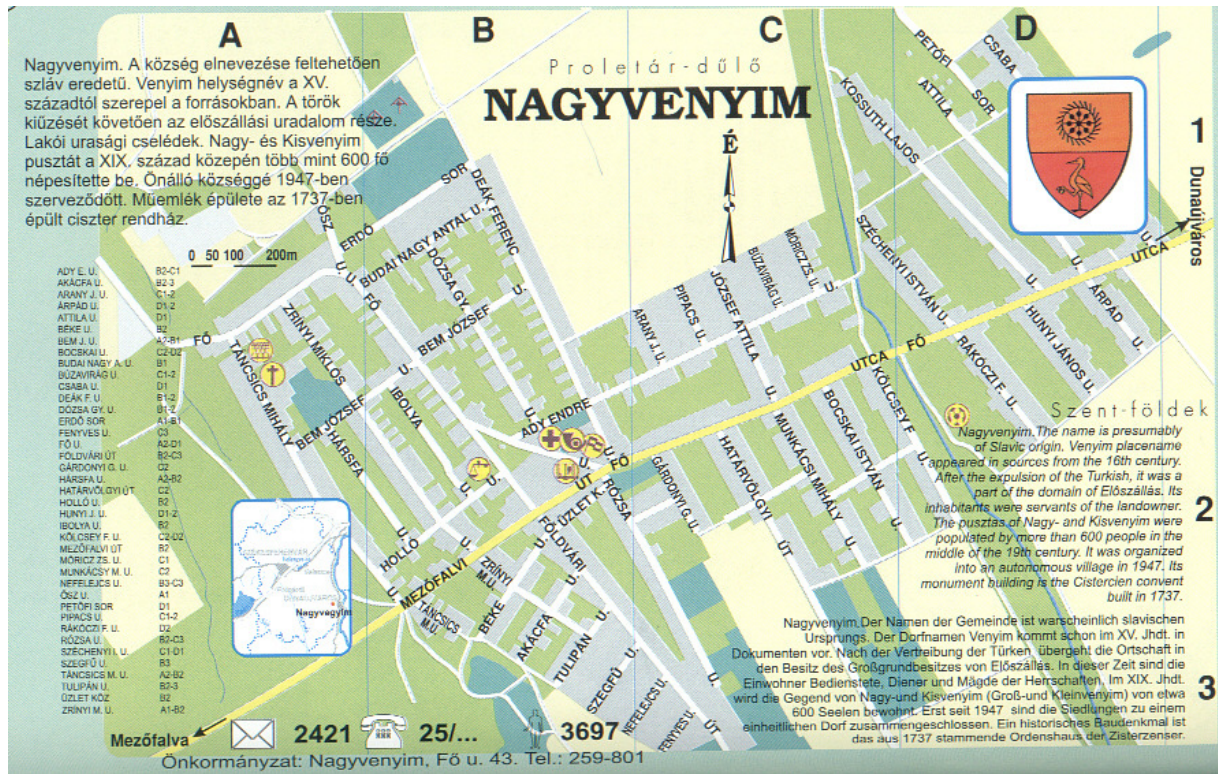 A
B
C
D
Nagyvenyim. A község elnevezése feltehetően
szláv eredetű. Venyim helységnév a XV.
századtól szerepel a forrásokban. A török
kiűzését követően az előszállási uradalom része.
Lakói urasági cselédek. Nagy- és Kisvenyim
pusztát a XIX. század közepén több mint 600 fő
népesítette be. Önálló községgé 1947-ben
szerveződött. Műemlék épülete az 1737-ben
épült ciszter rendház.
Proletár-dűlő
NAGYVENYIM
É
1
Dunaújváros
0 50 100 200m
ADY E. U. B2-C1
AKÁCFA U. B2-3
ARANY J. U. C1-2
ÁRPÁD U. D1-2
ATTILA U. D1
BÉKE U. B2
BEM J. U. A2-B1
BOCSKAI U. C2-D2
BUDAI NAGY A. U. B1
BÚZAVIRÁG U. C1-2
CSABA U. D1
DEÁK F. U. B1-2
DÓZSA GY. U. B1-2
ERDŐ SOR A1-B1
FENYVES U. C3
FŐ U. A2-D1
FÖLDVÁRI ÚT B2-C3
GÁRDONYI G. U. C2
HÁRSFA U. A2-B2
HATÁRVÖLGYI ÚT C2
HOLLÓ U. B2
HUNYI J. U. D1-2
IBOLYA U. B2
KÖLCSEY F. U. C2-D2
MEZŐFALVI ÚT B2
MÓRICZ ZS. U. C1
MUNKÁCSY M. U. C2
NEFELEJCS U. B3-C3
ŐSZ U. A1
PETŐFI SOR D1
PIPACS U. C1-2
RÁKÓCZI F. U. D2
RÓZSA U. B2-C3
SZÉCHENYI I. U. C1-D1
SZEGFŰ U. B3
TÁNCSICS M. U. A2-B2
TULIPÁN U. B2-3
ÜZLET KÖZ B2
ZRÍNYI M. U. A1-B2
PETŐFI SOR
CSABA
ATTILA U.
KOSSUTH LAJOS
ŐSZ U.
ERDŐ SOR
BUDAI NAGY ANTAL U.
DEÁK FERENC U.
DÓZSA GY. U.
FŐ U.
BEM JÓZSEF U.
ZRÍNYI MIKLÓS
TÁNCSICS MIHÁLY
BEM JÓZSEF
HÁRSFA U.
IBOLYA U.
HOLLÓ U.
ADY ENDRE U.
ARANY J. U.
PIPACS U.
JÓZSEF ATTILA U.
BÚZAVIRÁG U.
MÓRICZ ZS. U.
SZÉCHENYI ISTVÁN U.
RÁKÓCZI F. U.
HUNYI JÁNOS U.
ÁRPÁD U.
FŐ UTCA
FŐ UTCA
KÖLCSEY F. U.
BOCSKAI ISTVÁN U.
MUNKÁCSI MIHÁLY U.
HATÁRVÖLGYI ÚT
GÁRDONYI G. U.
RÓZSA U.
ÜZLET K.
FÖLDVÁRI ÚT
MEZŐFALVI ÚT
ZRÍNYI M.U.
TÁNCSICS M.U.
BÉKE
AKÁCFA U.
TULIPÁN U.
SZEGFŰ U.
NEFELEJCS U.
FENYVES U.
Szent-földek
Nagyvenyim.The name is presumably
of Slavic origin. Venyim placename
appeared in sources from the 16th century.
After the expulsion of the Turkish, it was a
part of the domain of Előszállás. Its
inhabitants were servants of the landowner.
The pusztás of Nagy- and Kisvenyim were
populated by more than 600 people in the
middle of the 19th century. It was organized
into an autonomous village in 1947. Its
monument building is the Cistercien convent
built in 1737.
2
Nagyvenyim.Der Namen der Gemeinde ist warscheinlich slavischen
Ursprungs. Der Dorfnamen Venyim kommt schon im XV. Jhdt. in
Dokumenten vor. Nach der Vertreibung der Türken übergeht die Ortschaft in
den Besitz des Großgrundbesitzes von Előszállás. In dieser Zeit sind die
Einwohner Bedienstete, Diener und Mägde der Herrschaften. Im XIX. Jhdt.
wird die Gegend von Nagy-und Kisvenyim (Groß-und Kleinvenyim) von etwa
600 Seelen bewohnt. Erst seit 1947 sind die Siedlungen zu einem
einheitlichen Dorf zusammengeschlossen. Ein historisches Baudenkmal ist
das aus 1737 stammende Ordenshaus der Zisterzenser.
3
Nagyvegyim
Mezőfalva
2421
25/...
3697
Önkormányzat: Nagyvenyim, Fő u. 43. Tel.: 259-801